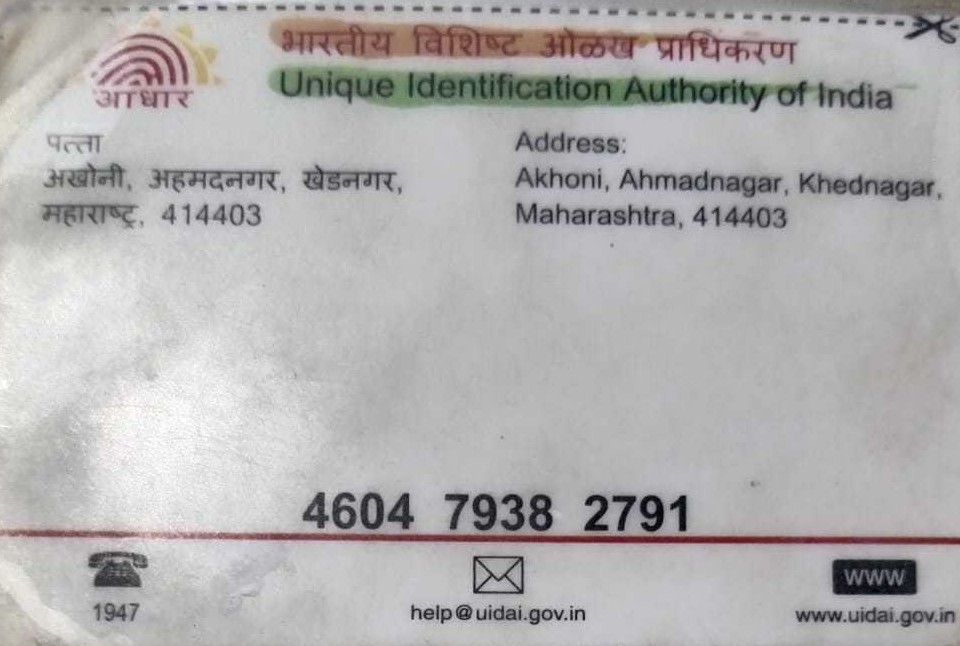 भारतीय विशिष्ट ओळख प्राधिकरण
आधार
Unique Identification Authority of India
पत्ता
अखोनी, अहमदनगर, खेडनगर,
महाराष्ट्र, 414403
Address:
Akhoni, Ahmadnagar, Khednagar,
Maharashtra, 414403
4604 7938 2791
1947
help@uidai.gov.in
WWW
www.uidai.gov.in